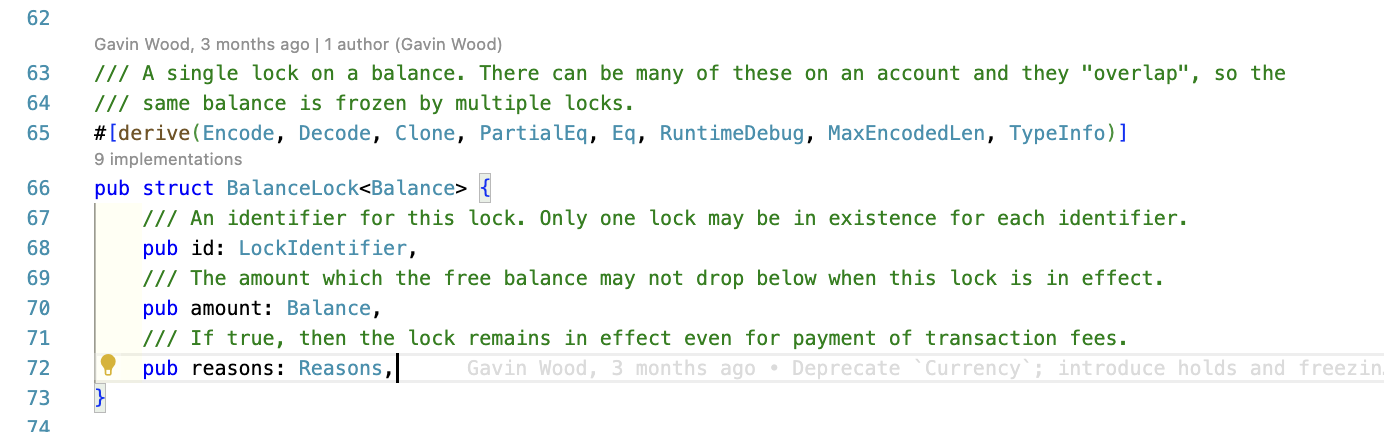 62
Gavin Wood, 3 months ago | 1 author (Gavin Wood)
63 /// A single lock on a balance. There can be many of these on an account and they "overlap", so the
64 /// same balance is frozen by multiple locks.
65 #[derive(Encode, Decode, Clone, PartialEq, Eq, RuntimeDebug, MaxEncodedLen, TypeInfo)]
9 implementations
66 pub struct BalanceLock<Balance> {
67 /// An identifier for this lock. Only one lock may be in existence for each identifier.
68 pub id: LockIdentifier,
69 /// The amount which the free balance may not drop below when this lock is in effect.
70 pub amount: Balance,
71 /// If true, then the lock remains in effect even for payment of transaction fees.
72 pub reasons: Reasons, Gavin Wood, 3 months ago • Deprecate `Currency`; introduce holds and freezin
73 }
74